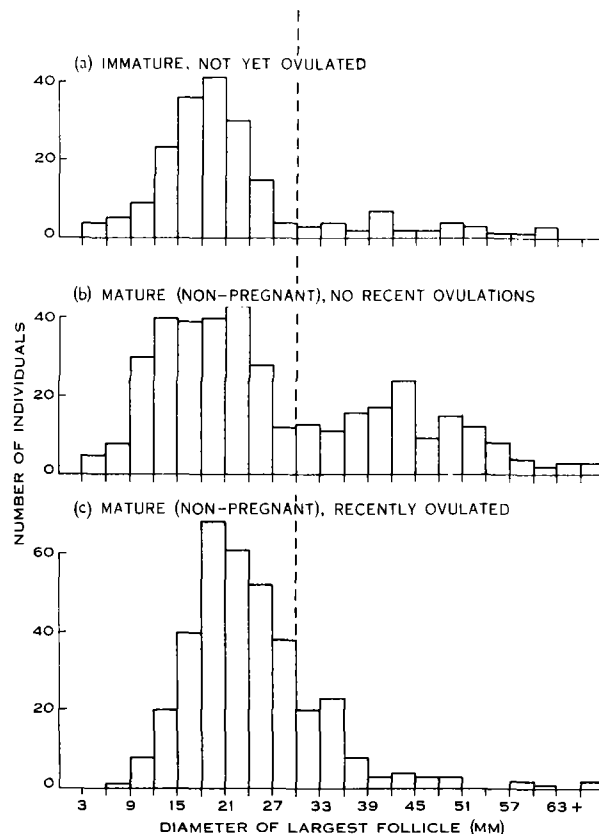 (a) IMMATURE, NOT YET OVULATED
40
20
0
(b) MATURE (NON-PREGNANT), NO RECENT OVULATIONS
40
20
0
(c) MATURE (NON-PREGNANT), RECENTLY OVULATED
60
40
20
0
NUMBER OF INDIVIDUALS
3 9 15 21 27 33 39 45 51 57 63+
DIAMETER OF LARGEST FOLLICLE (MM)